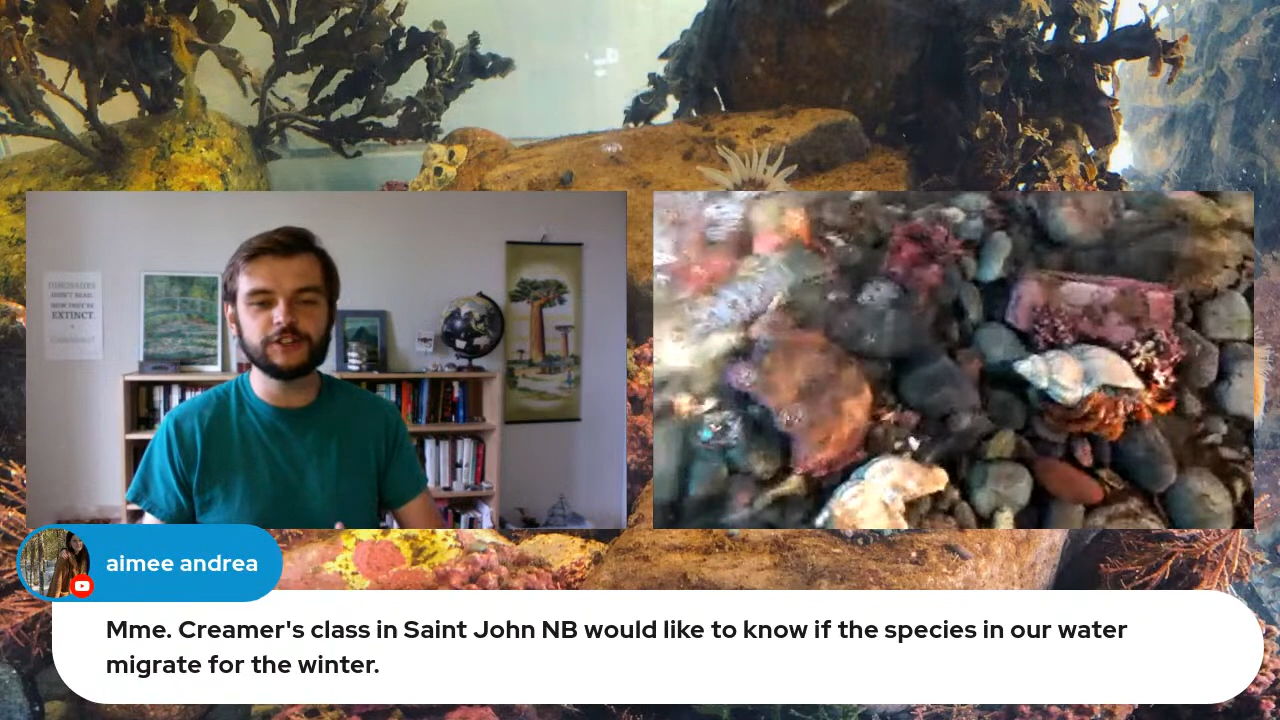 DINOSAURS
DIDN'T READ.
NOW THEY'RE
EXTINCT.
aimee andrea
Mme. Creamer's class in Saint John NB would like to know if the species in our water
migrate for the winter.